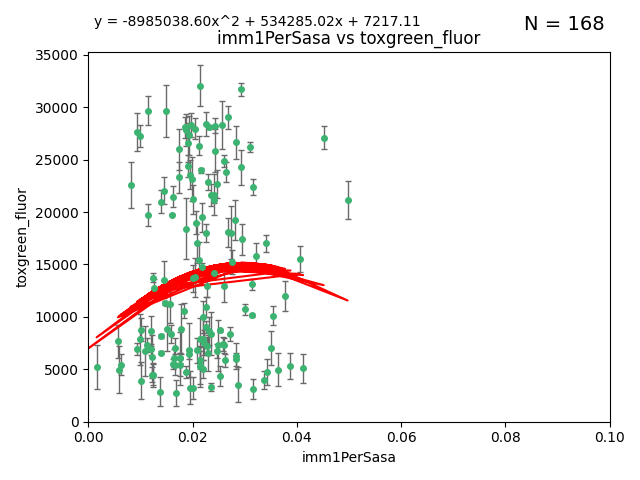 y = -8985038.60x^2 + 534285.02x + 7217.11
N = 168
imm1PerSasa vs toxgreen_fluor
35000
30000
25000
20000
15000
10000
5000
0
toxgreen_fluor
0.00 0.02 0.04 0.06 0.08 0.10
imm1PerSasa